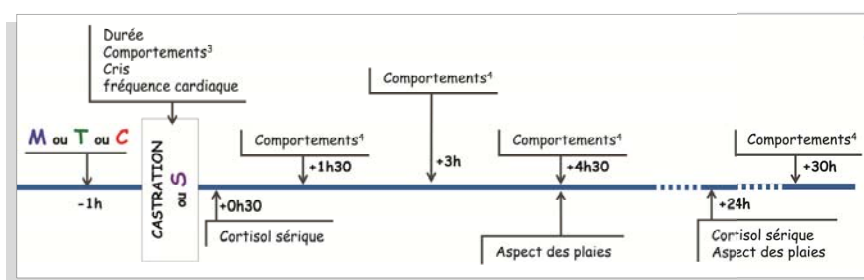 Durée
Comportements³
Cris
fréquence cardiaque
Comportements⁴
M ou T ou C
CASTRATION
ou S
Comportements⁴
Comportements⁴
Comportements⁴
+1h30
+3h
+4h30
+30h
-1h
+0h30
+24h
Cortisol sérique
Aspect des plaies
Cortisol sérique
Aspect des plaies